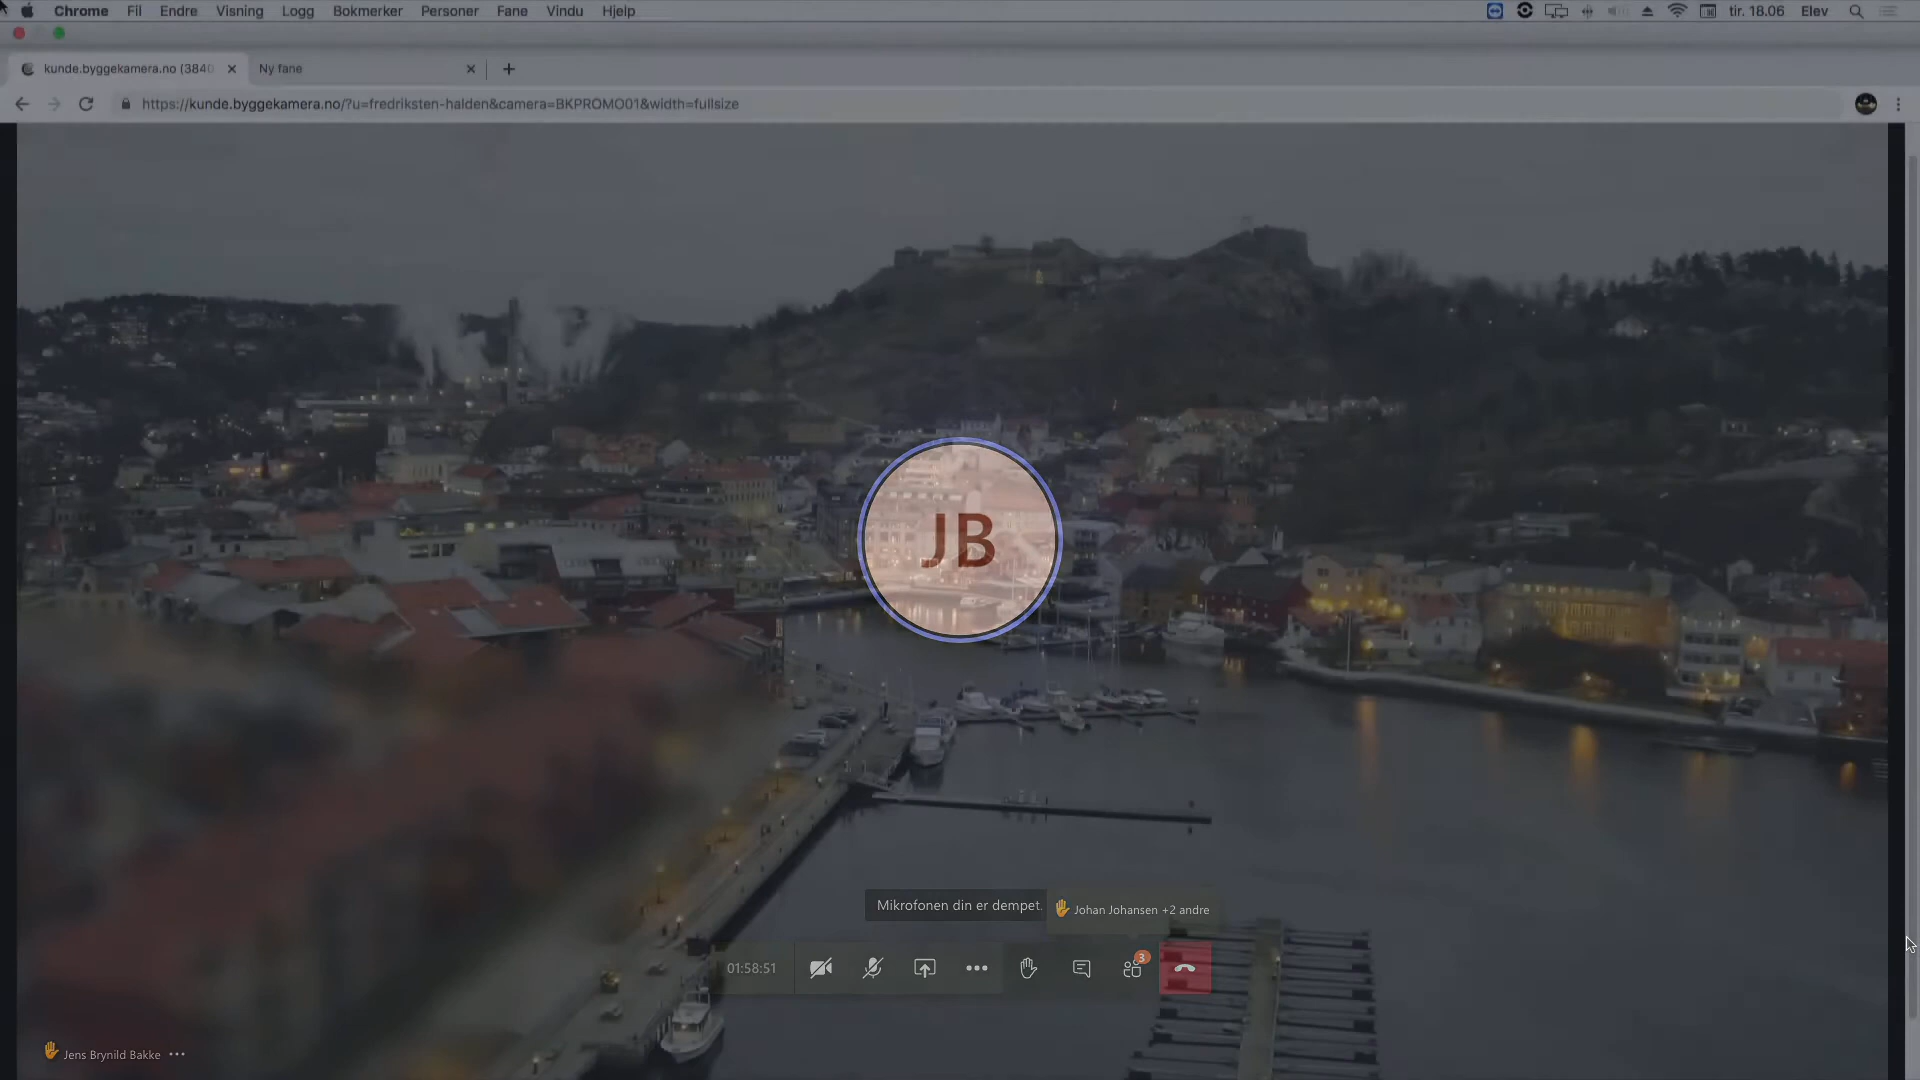 Chrome Fil Endre Visning Logg Bokmerker Personer Fane Vindu Hjelp tir. 18.06 Elev
kunde.byggekamera.no (3840 Ny fane
https://kunde.byggekamera.no/?u=fredriksten-halden&camera=BKPROMO01&width=fullsize
JB
Mikrofonen din er dempet.
Johan Johansen +2 andre
01:58:51
3
Jens Brynild Bakke